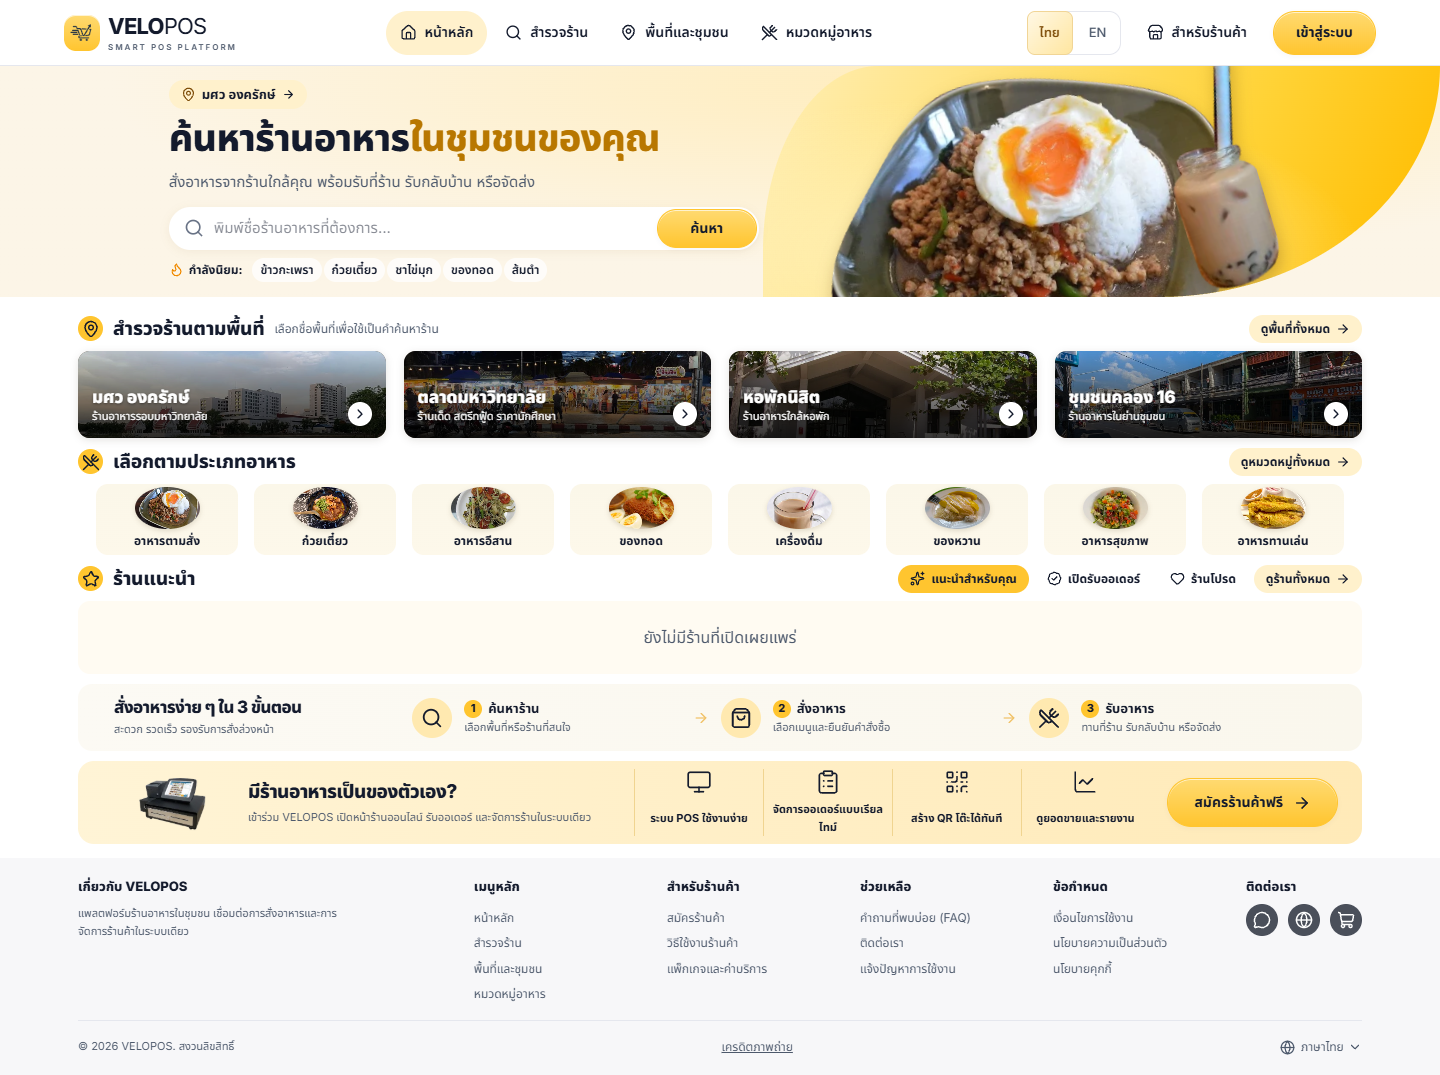 VELOPOS
SMART POS PLATFORM
หน้าหลัก
สำรวจร้าน
พื้นที่และชุมชน
หมวดหมู่อาหาร
ไทย
EN
สำหรับร้านค้า
เข้าสู่ระบบ
มศว องครักษ์
ค้นหาร้านอาหารในชุมชนของคุณ
สั่งอาหารจากร้านใกล้คุณ พร้อมรับที่ร้าน รับกลับบ้าน หรือจัดส่ง
พิมพ์ชื่อร้านอาหารที่ต้องการ...
ค้นหา
กำลังนิยม:
ข้าวกะเพรา
ก๋วยเตี๋ยว
ชาไข่มุก
ของทอด
ส้มตำ
สำรวจร้านตามพื้นที่
เลือกชื่อพื้นที่เพื่อใช้เป็นคำค้นหาร้าน
ดูพื้นที่ทั้งหมด
มศว องครักษ์
ร้านอาหารรอบมหาวิทยาลัย
ตลาดมหาวิทยาลัย
ร้านเด็ด สตรีทฟู้ด ราคานักศึกษา
หอพักนิสิต
ร้านอาหารใกล้หอพัก
ชุมชนคลอง 16
ร้านอาหารในย่านชุมชน
เลือกตามประเภทอาหาร
ดูหมวดหมู่ทั้งหมด
อาหารตามสั่ง
ก๋วยเตี๋ยว
อาหารอีสาน
ของทอด
เครื่องดื่ม
ของหวาน
อาหารสุขภาพ
อาหารทานเล่น
ร้านแนะนำ
แนะนำสำหรับคุณ
เปิดรับออเดอร์
ร้านโปรด
ดูร้านทั้งหมด
ยังไม่มีร้านที่เปิดเผยแพร่
สั่งอาหารง่าย ๆ ใน 3 ขั้นตอน
สะดวก รวดเร็ว รองรับการสั่งล่วงหน้า
1 ค้นหาร้าน
เลือกพื้นที่หรือร้านที่สนใจ
2 สั่งอาหาร
เลือกเมนูและยืนยันคำสั่งซื้อ
3 รับอาหาร
ทานที่ร้าน รับกลับบ้าน หรือจัดส่ง
มีร้านอาหารเป็นของตัวเอง?
เข้าร่วม VELOPOS เปิดหน้าร้านออนไลน์ รับออเดอร์ และจัดการร้านในระบบเดียว
ระบบ POS ใช้งานง่าย
จัดการออเดอร์แบบเรียล
ไทม์
สร้าง QR โต๊ะได้ทันที
ดูยอดขายและรายงาน
สมัครร้านค้าฟรี
เกี่ยวกับ VELOPOS
แพลตฟอร์มร้านอาหารในชุมชน เชื่อมต่อการสั่งอาหารและการ
จัดการร้านค้าในระบบเดียว
เมนูหลัก
หน้าหลัก
สำรวจร้าน
พื้นที่และชุมชน
หมวดหมู่อาหาร
สำหรับร้านค้า
สมัครร้านค้า
วิธีใช้งานร้านค้า
แพ็กเกจและค่าบริการ
ช่วยเหลือ
คำถามที่พบบ่อย (FAQ)
ติดต่อเรา
แจ้งปัญหาการใช้งาน
ข้อกำหนด
เงื่อนไขการใช้งาน
นโยบายความเป็นส่วนตัว
นโยบายคุกกี้
ติดต่อเรา
© 2026 VELOPOS. สงวนลิขสิทธิ์
เครดิตภาพถ่าย
ภาษาไทย